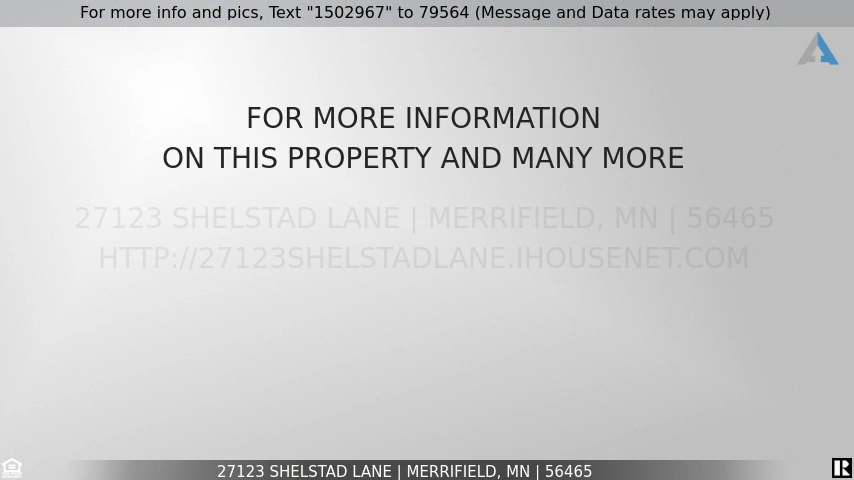 For more info and pics, Text "1502967" to 79564 (Message and Data rates may apply)
FOR MORE INFORMATION
ON THIS PROPERTY AND MANY MORE
27123 SHELSTAD LANE | MERRIFIELD, MN | 56465
HTTP://27123SHELSTADLANE.IHOUSENET.COM
27123 SHELSTAD LANE | MERRIFIELD, MN | 56465